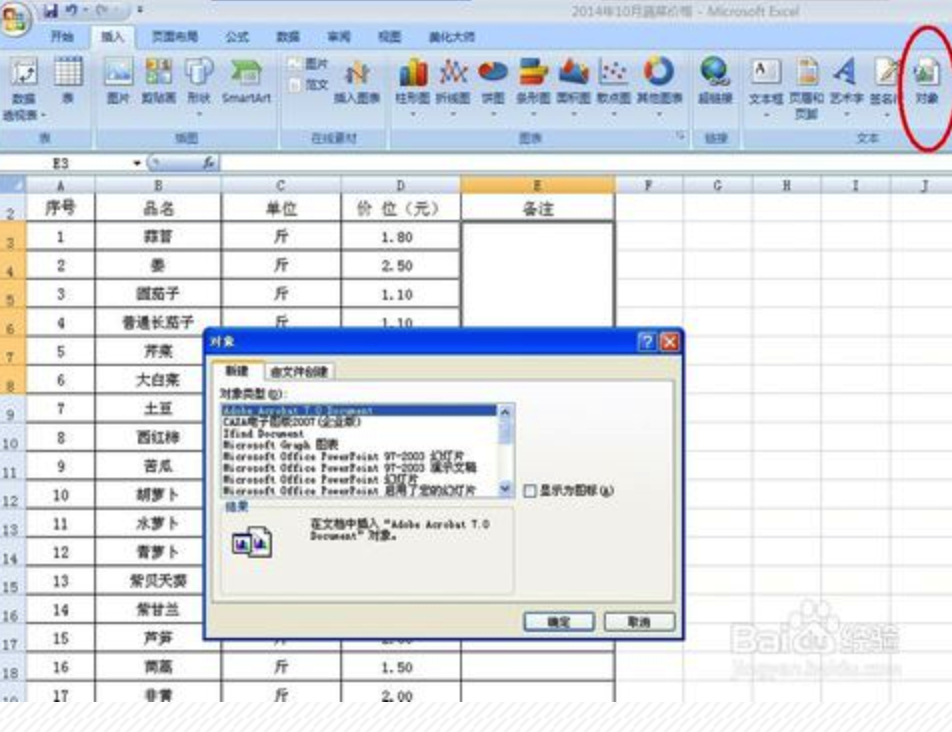 2014年10月蔬菜价格 - Microsoft Excel
开始 插入 页面布局 公式 数据 审阅 视图 美化大师
图片
范文
数据透视表 表 图片 剪贴画 形状 SmartArt 插入图表 柱形图 折线图 饼图 条形图 面积图 散点图 其他图表 超链接 文本框 页眉和页脚 艺术字 签名行 对象
表 插图 在线素材 图表 链接 文本
E3 fx
A B C D E F G H I J
2 序号 品名 单位 价 位（元） 备注
3 1 蒜苔 斤 1.80
4 2 姜 斤 2.50
5 3 圆茄子 斤 1.10
6 4 普通长茄子 斤 1.10
7 5 芹菜
8 6 大白菜
9 7 土豆
10 8 西红柿
11 9 苦瓜
12 10 胡萝卜
13 11 水萝卜
14 12 青萝卜
15 13 紫贝天葵
16 14 紫甘兰
17 15 芦笋
18 16 茼蒿 斤 1.50
17 韭黄 斤 2.00
对象
新建 由文件创建
对象类型(O):
Adobe Acrobat 7.0 Document
CAXA电子图板2007(企业版)
Ifind Document
Microsoft Graph 图表
Microsoft Office PowerPoint 97-2003 幻灯片
Microsoft Office PowerPoint 97-2003 演示文稿
Microsoft Office PowerPoint 幻灯片
Microsoft Office PowerPoint 启用了宏的幻灯片
显示为图标(A)
结果
在文档中插入“Adobe Acrobat 7.0
Document”对象。
确定 取消
Baidu 经验
jingyan.baidu.com